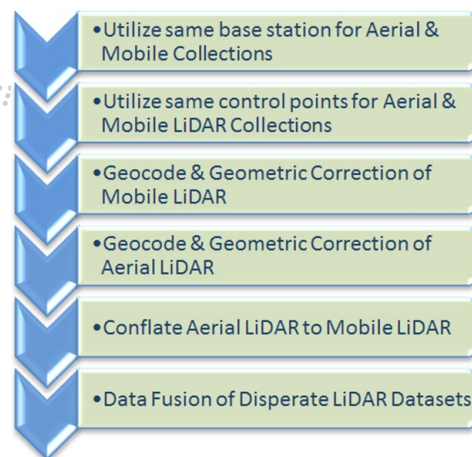 •Utilize same base station for Aerial &
Mobile Collections
•Utilize same control points for Aerial &
Mobile LiDAR Collections
•Geocode & Geometric Correction of
Mobile LiDAR
•Geocode & Geometric Correction of
Aerial LiDAR
•Conflate Aerial LiDAR to Mobile LiDAR
•Data Fusion of Disperate LiDAR Datasets